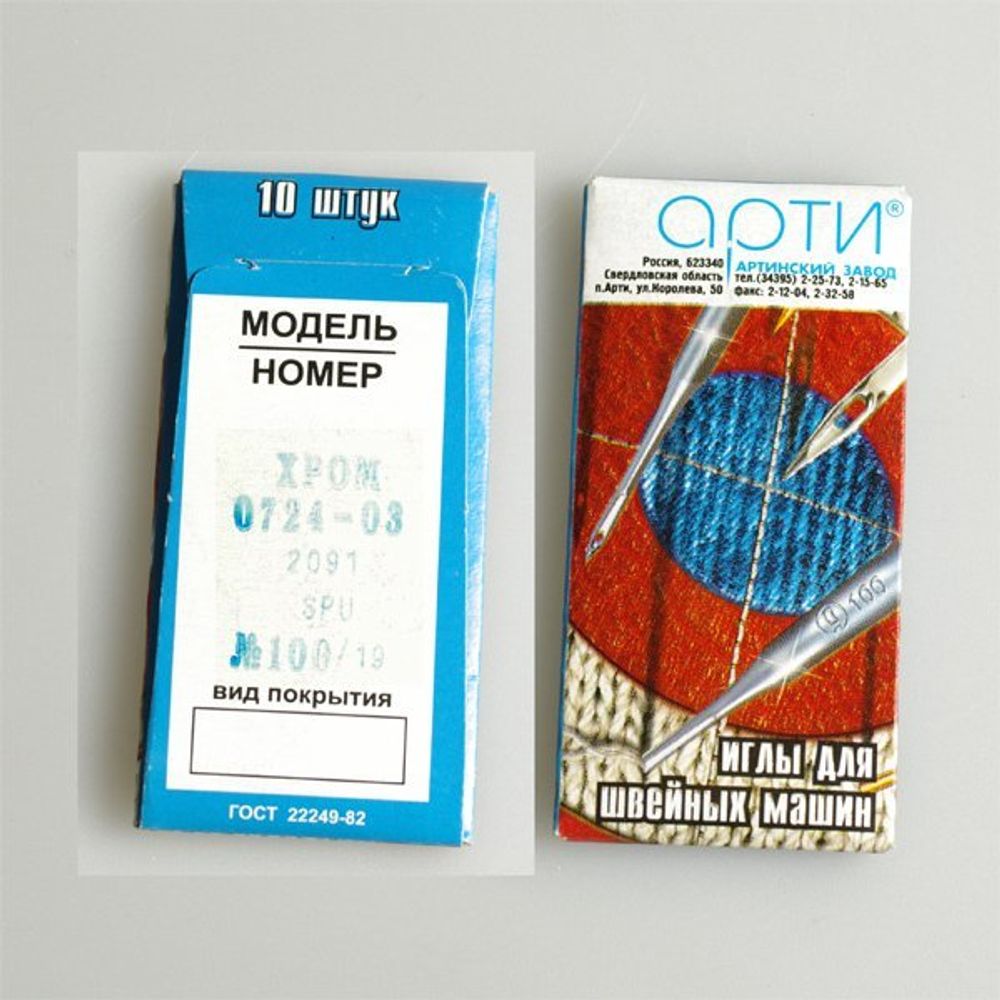 10 штук
МОДЕЛЬ
НОМЕР
ХРОМ
0724-03
2091
SPU
№100/19
вид покрытия
ГОСТ 22249-82
арти®
АРТИНСКИЙ ЗАВОД
Россия, 623340
Свердловская область
п.Арти, ул.Королева, 50
тел.(34395) 2-25-73, 2-15-65
факс: 2-12-04, 2-32-58
100
ИГЛЫ ДЛЯ
ШВЕЙНЫХ МАШИН